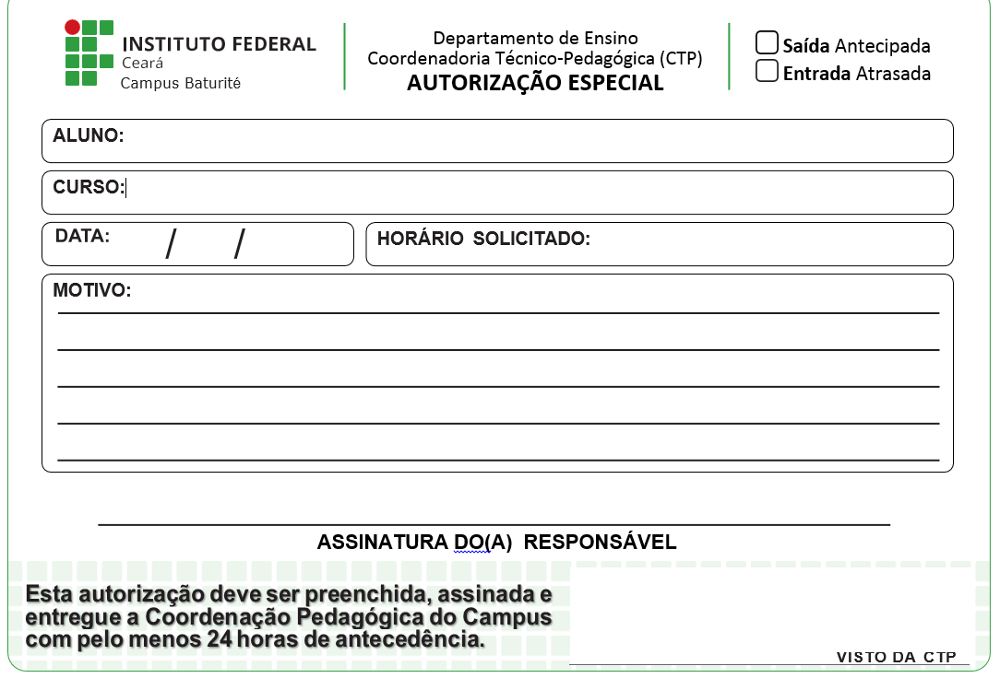 INSTITUTO FEDERAL
Ceará
Campus Baturité
Departamento de Ensino
Coordenadoria Técnico-Pedagógica (CTP)
AUTORIZAÇÃO ESPECIAL
Saída Antecipada
Entrada Atrasada
ALUNO:
CURSO:
DATA: / /
HORÁRIO SOLICITADO:
MOTIVO:
ASSINATURA DO(A) RESPONSÁVEL
Esta autorização deve ser preenchida, assinada e
entregue a Coordenação Pedagógica do Campus
com pelo menos 24 horas de antecedência.
VISTO DA CTP